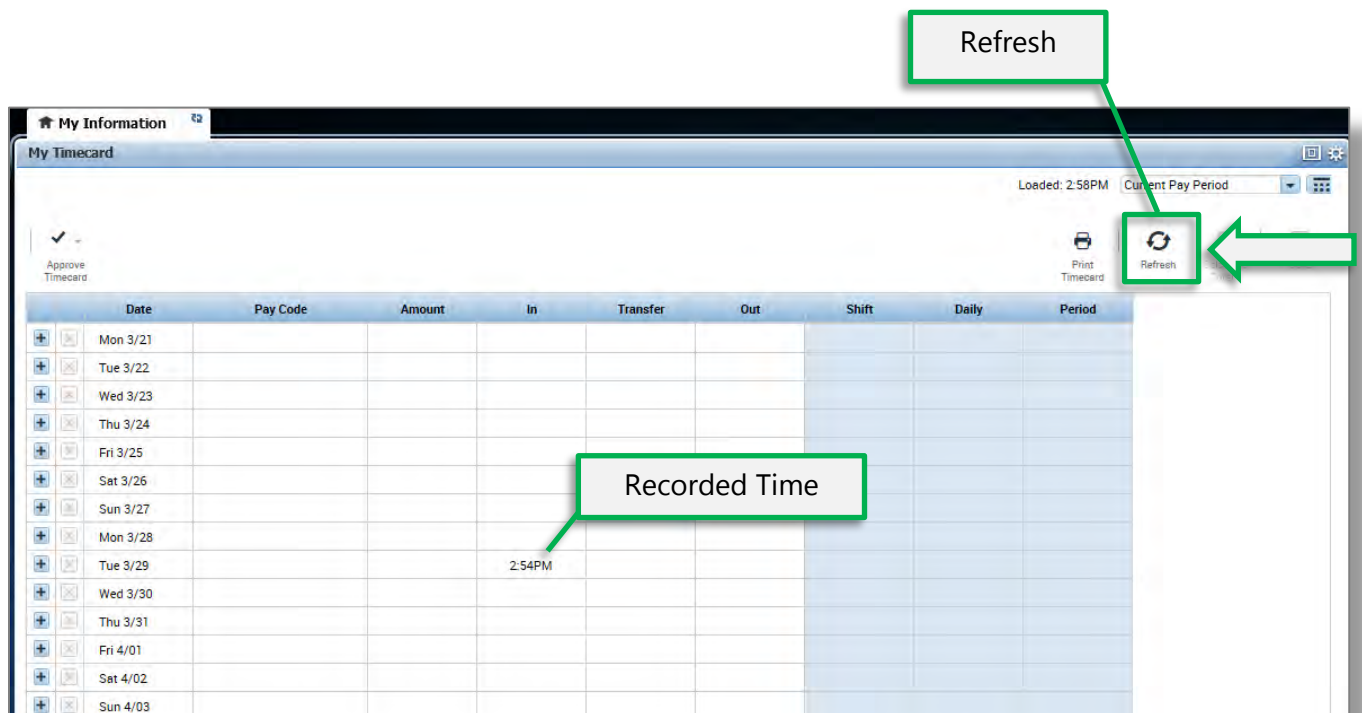 Refresh
My Information
My Timecard
Loaded: 2:58PM Current Pay Period
Approve Timecard
Print Timecard
Refresh
Date Pay Code Amount In Transfer Out Shift Daily Period
Mon 3/21
Tue 3/22
Wed 3/23
Thu 3/24
Fri 3/25
Sat 3/26
Recorded Time
Sun 3/27
Mon 3/28
Tue 3/29 2:54PM
Wed 3/30
Thu 3/31
Fri 4/01
Sat 4/02
Sun 4/03